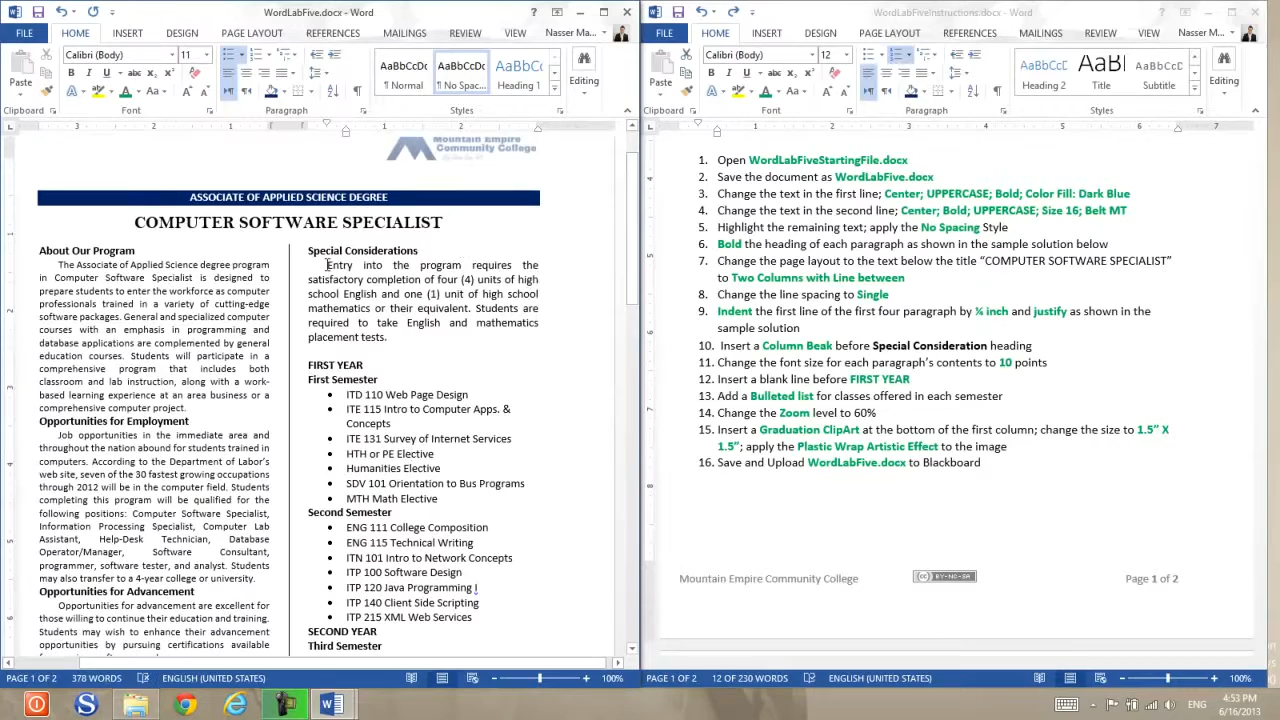 WordLabFive.docx - Word
FILE HOME INSERT DESIGN PAGE LAYOUT REFERENCES MAILINGS REVIEW VIEW Nasser Ma...
Calibri (Body) 11
Paste
AaBbCcDc AaBbCcDc AaBbCc
¶ Normal ¶ No Spac... Heading 1
Editing
Clipboard Font Paragraph Styles
Mountain Empire
Community College
ASSOCIATE OF APPLIED SCIENCE DEGREE
COMPUTER SOFTWARE SPECIALIST
About Our Program
The Associate of Applied Science degree program
in Computer Software Specialist is designed to
prepare students to enter the workforce as computer
professionals trained in a variety of cutting-edge
software packages. General and specialized computer
courses with an emphasis in programming and
database applications are complemented by general
education courses. Students will participate in a
comprehensive program that includes both
classroom and lab instruction, along with a work-
based learning experience at an area business or a
comprehensive computer project.
Opportunities for Employment
Job opportunities in the immediate area and
throughout the nation abound for students trained in
computers. According to the Department of Labor's
web site, seven of the 30 fastest growing occupations
through 2012 will be in the computer field. Students
completing this program will be qualified for the
following positions: Computer Software Specialist,
Information Processing Specialist, Computer Lab
Assistant, Help-Desk Technician, Database
Operator/Manager, Software Consultant,
programmer, software tester, and analyst. Students
may also transfer to a 4-year college or university.
Opportunities for Advancement
Opportunities for advancement are excellent for
those willing to continue their education and training.
Students may wish to enhance their advancement
opportunities by pursuing certifications available
Special Considerations
Entry into the program requires the
satisfactory completion of four (4) units of high
school English and one (1) unit of high school
mathematics or their equivalent. Students are
required to take English and mathematics
placement tests.
FIRST YEAR
First Semester
• ITD 110 Web Page Design
• ITE 115 Intro to Computer Apps. &
Concepts
• ITE 131 Survey of Internet Services
• HTH or PE Elective
• Humanities Elective
• SDV 101 Orientation to Bus Programs
• MTH Math Elective
Second Semester
• ENG 111 College Composition
• ENG 115 Technical Writing
• ITN 101 Intro to Network Concepts
• ITP 100 Software Design
• ITP 120 Java Programming I
• ITP 140 Client Side Scripting
• ITP 215 XML Web Services
SECOND YEAR
Third Semester
PAGE 1 OF 2 378 WORDS ENGLISH (UNITED STATES) 100%
WordLabFiveInstructions.docx - Word
FILE HOME INSERT DESIGN PAGE LAYOUT REFERENCES MAILINGS REVIEW VIEW Nasser Ma...
Calibri (Body) 12
Paste
AaBbCcC AaBl AaBbCcD
Heading 2 Title Subtitle
Editing
Clipboard Font Paragraph Styles
1. Open WordLabFiveStartingFile.docx
2. Save the document as WordLabFive.docx
3. Change the text in the first line; Center; UPPERCASE; Bold; Color Fill: Dark Blue
4. Change the text in the second line; Center; Bold; UPPERCASE; Size 16; Belt MT
5. Highlight the remaining text; apply the No Spacing Style
6. Bold the heading of each paragraph as shown in the sample solution below
7. Change the page layout to the text below the title “COMPUTER SOFTWARE SPECIALIST”
to Two Columns with Line between
8. Change the line spacing to Single
9. Indent the first line of the first four paragraph by ¼ inch and justify as shown in the
sample solution
10. Insert a Column Beak before Special Consideration heading
11. Change the font size for each paragraph's contents to 10 points
12. Insert a blank line before FIRST YEAR
13. Add a Bulleted list for classes offered in each semester
14. Change the Zoom level to 60%
15. Insert a Graduation ClipArt at the bottom of the first column; change the size to 1.5” X
1.5”; apply the Plastic Wrap Artistic Effect to the image
16. Save and Upload WordLabFive.docx to Blackboard
Mountain Empire Community College BY-NC-SA Page 1 of 2
PAGE 1 OF 2 12 OF 230 WORDS ENGLISH (UNITED STATES) 100%
ENG 4:53 PM
6/16/2013